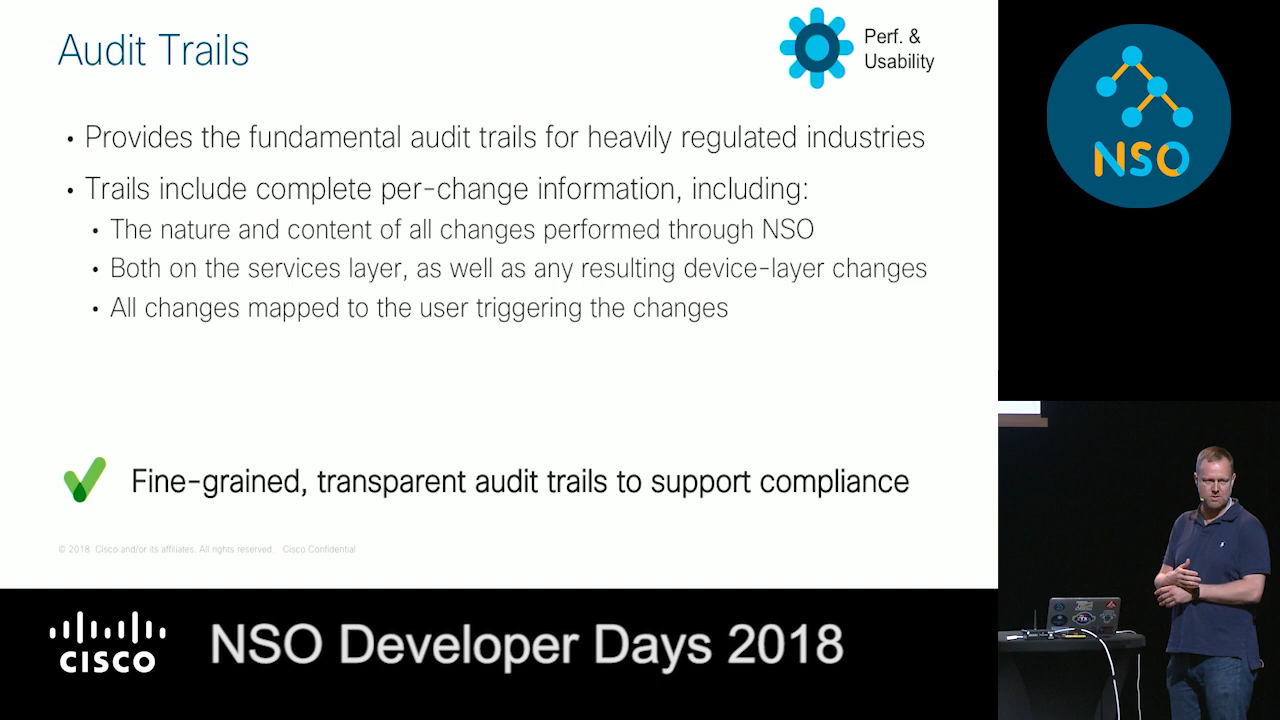 Audit Trails
Perf. &
Usability
NSO
• Provides the fundamental audit trails for heavily regulated industries
• Trails include complete per-change information, including:
• The nature and content of all changes performed through NSO
• Both on the services layer, as well as any resulting device-layer changes
• All changes mapped to the user triggering the changes
Fine-grained, transparent audit trails to support compliance
© 2018 Cisco and/or its affiliates. All rights reserved. Cisco Confidential
CISCO
NSO Developer Days 2018